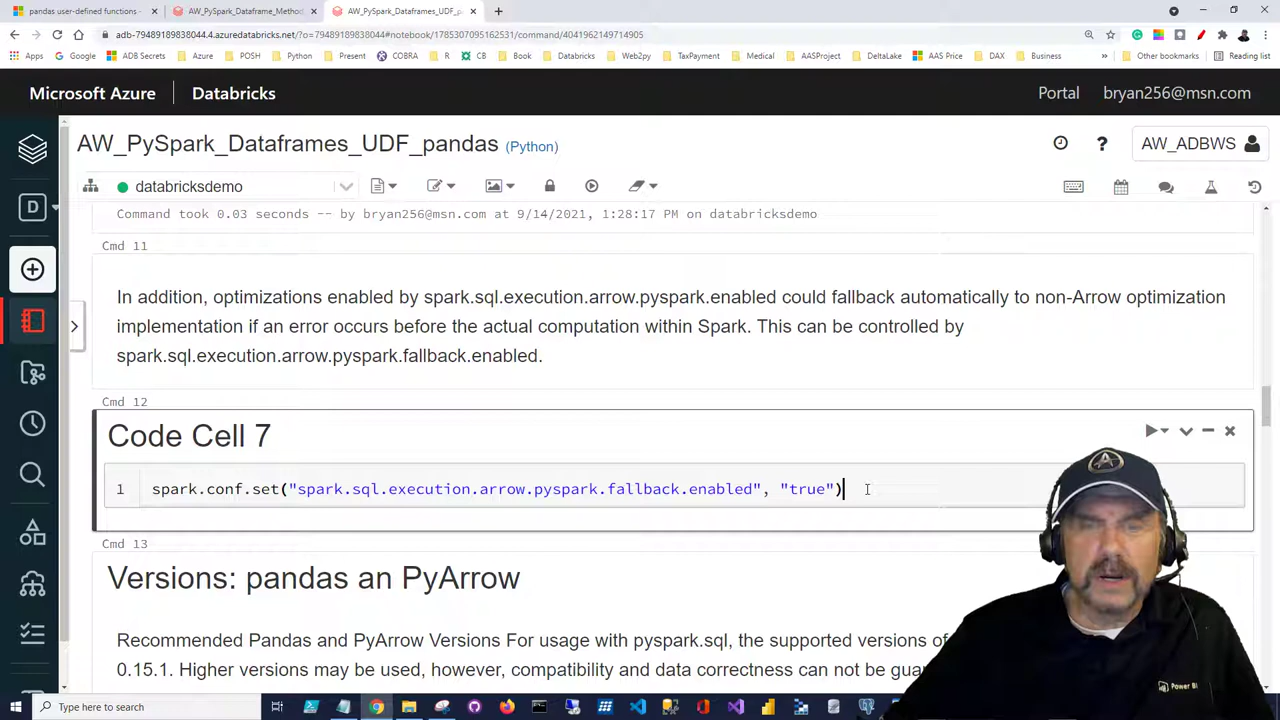 pandas user-defined functions -
AW_PySpark_Dataframe_Method
AW_PySpark_Dataframes_UDF_p
adb-79489189838044.4.azuredatabricks.net/?o=79489189838044#notebook/1785307095162531/command/4041962149714905
Apps Google ADB Secrets Azure POSH Python Present COBRA R CB Book Databricks Web2py TaxPayment Medical AASProject DeltaLake AAS Price DAX Business Other bookmarks Reading list
Microsoft Azure Databricks Portal bryan256@msn.com
AW_PySpark_Dataframes_UDF_pandas (Python) AW_ADBWS
D databricksdemo
Command took 0.03 seconds -- by bryan256@msn.com at 9/14/2021, 1:28:17 PM on databricksdemo
Cmd 11
In addition, optimizations enabled by spark.sql.execution.arrow.pyspark.enabled could fallback automatically to non-Arrow optimization
implementation if an error occurs before the actual computation within Spark. This can be controlled by
spark.sql.execution.arrow.pyspark.fallback.enabled.
Cmd 12
Code Cell 7
1 spark.conf.set("spark.sql.execution.arrow.pyspark.fallback.enabled", "true")
Cmd 13
Versions: pandas an PyArrow
Recommended Pandas and PyArrow Versions For usage with pyspark.sql, the supported versions of
0.15.1. Higher versions may be used, however, compatibility and data correctness can not be gua
Power BI
Type here to search